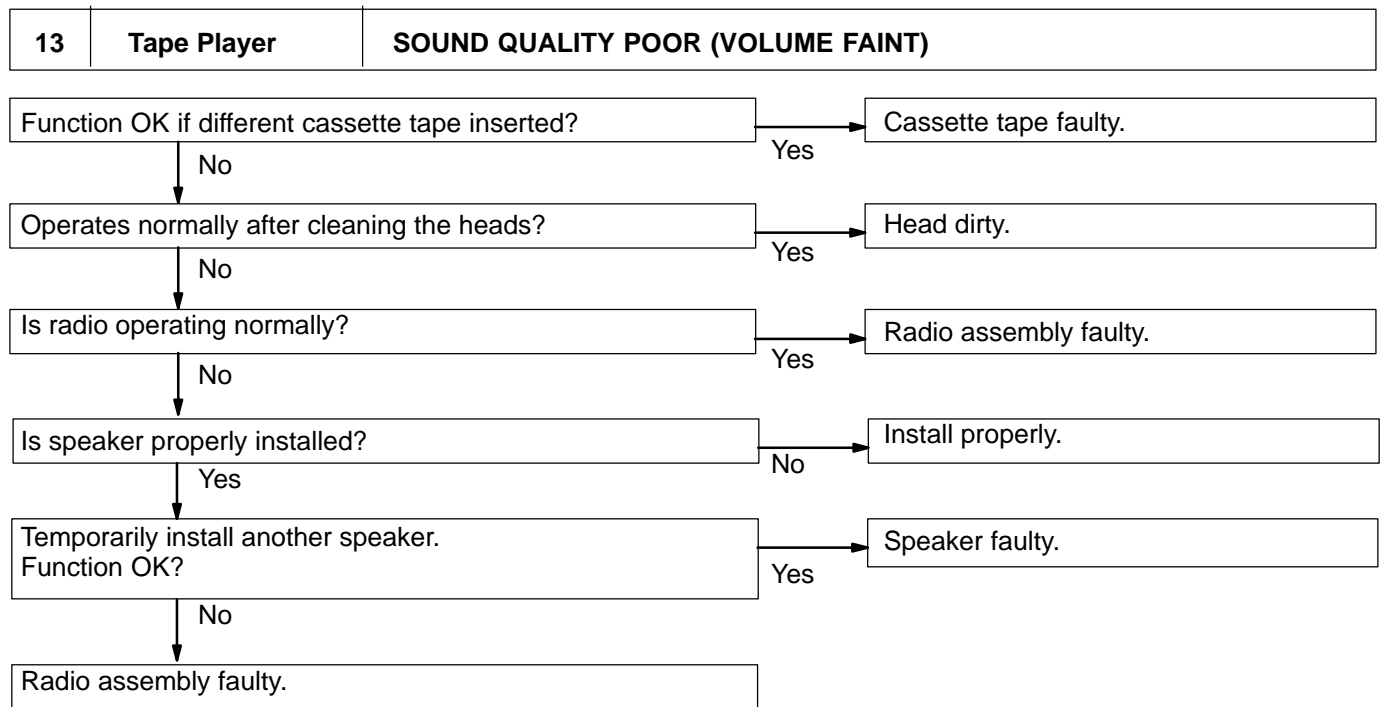 13 Tape Player SOUND QUALITY POOR (VOLUME FAINT)
Function OK if different cassette tape inserted?
Yes
Cassette tape faulty.
No
Operates normally after cleaning the heads?
Yes
Head dirty.
No
Is radio operating normally?
Yes
Radio assembly faulty.
No
Is speaker properly installed?
No
Install properly.
Yes
Temporarily install another speaker.
Function OK?
Yes
Speaker faulty.
No
Radio assembly faulty.